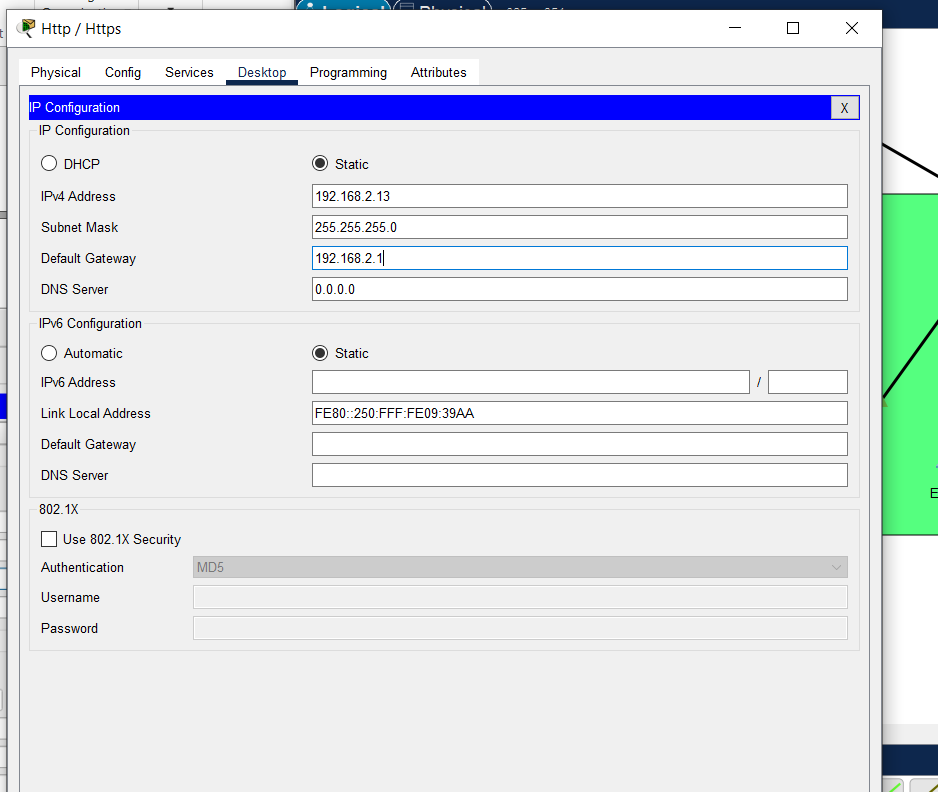 Http / Https
Physical Config Services Desktop Programming Attributes
IP Configuration X
IP Configuration
DHCP Static
IPv4 Address 192.168.2.13
Subnet Mask 255.255.255.0
Default Gateway 192.168.2.1
DNS Server 0.0.0.0
IPv6 Configuration
Automatic Static
IPv6 Address /
Link Local Address FE80::250:FFF:FE09:39AA
Default Gateway
DNS Server
802.1X
Use 802.1X Security
Authentication MD5
Username
Password